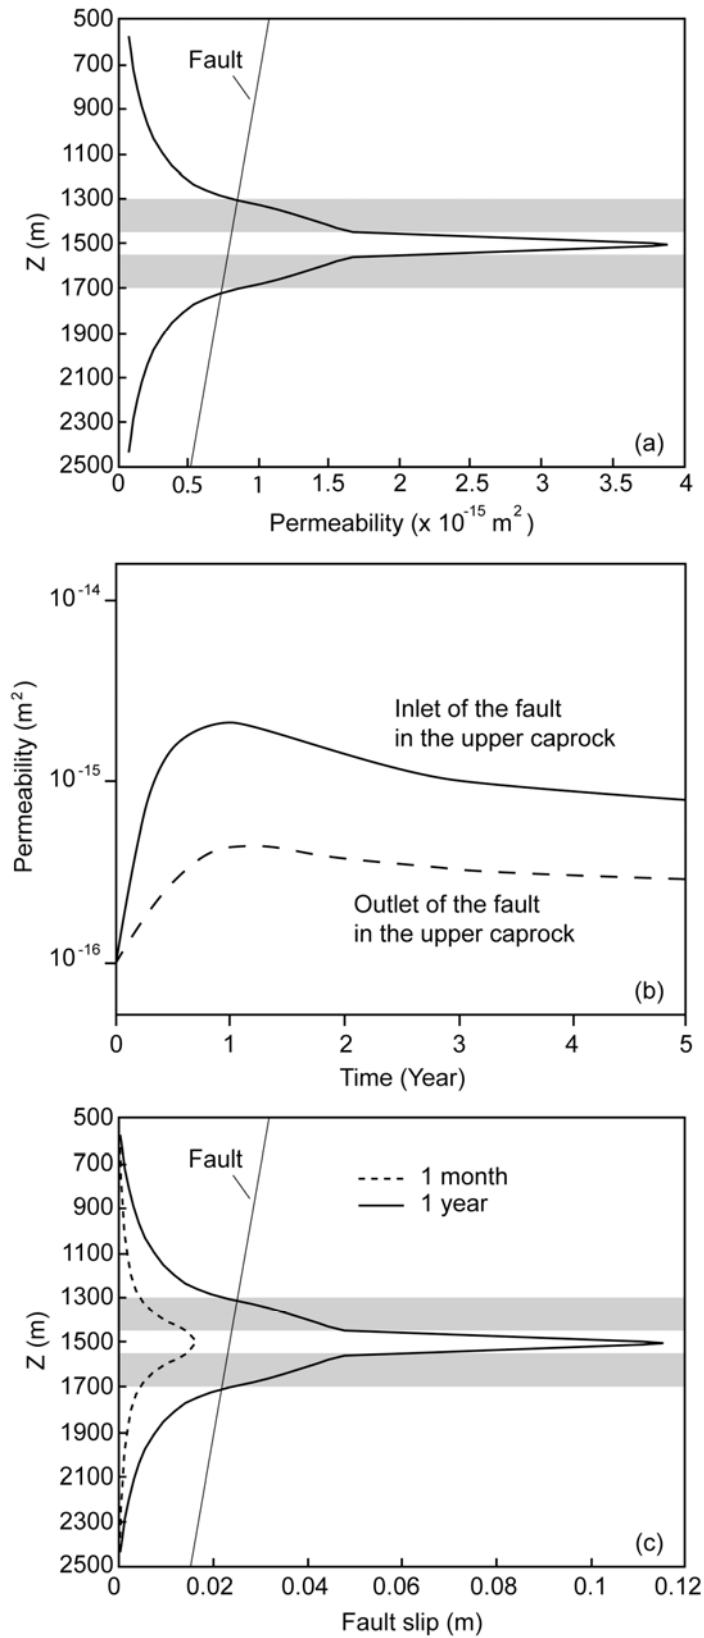 500
700
900
1100
1300
1500
1700
1900
2100
2300
2500
Z (m)
Fault
(a)
0 0.5 1 1.5 2 2.5 3 3.5 4
Permeability (x 10⁻¹⁵ m²)
10⁻¹⁴
10⁻¹⁵
10⁻¹⁶
Permeability (m²)
Inlet of the fault
in the upper caprock
Outlet of the fault
in the upper caprock
(b)
0 1 2 3 4 5
Time (Year)
500
700
900
1100
1300
1500
1700
1900
2100
2300
2500
Z (m)
Fault
1 month
1 year
(c)
0 0.02 0.04 0.06 0.08 0.1 0.12
Fault slip (m)